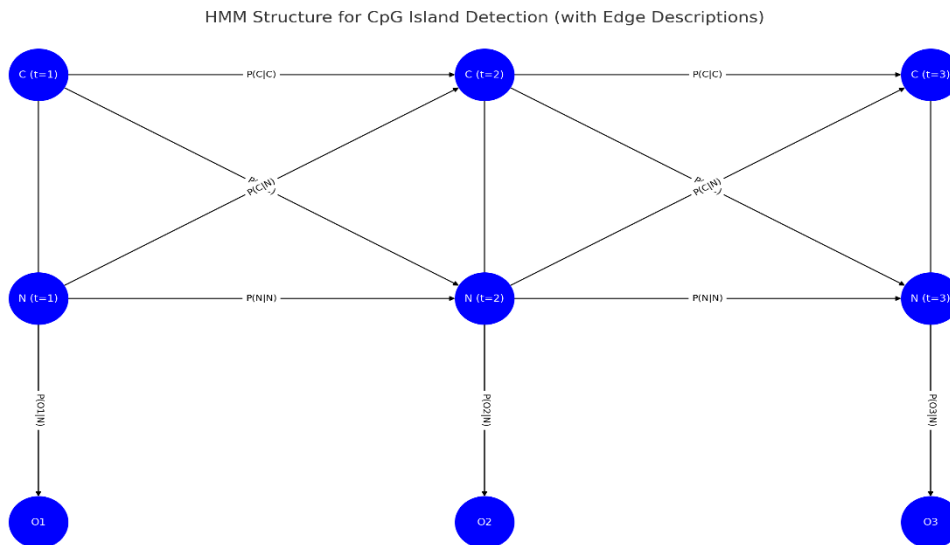 HMM Structure for CpG Island Detection (with Edge Descriptions)
C (t=1)
P(C|C)
C (t=2)
P(C|C)
C (t=3)
P(C|N)
P(C|N)
N (t=1)
P(N|N)
N (t=2)
P(N|N)
N (t=3)
P(O1|N)
P(O2|N)
P(O3|N)
O1
O2
O3